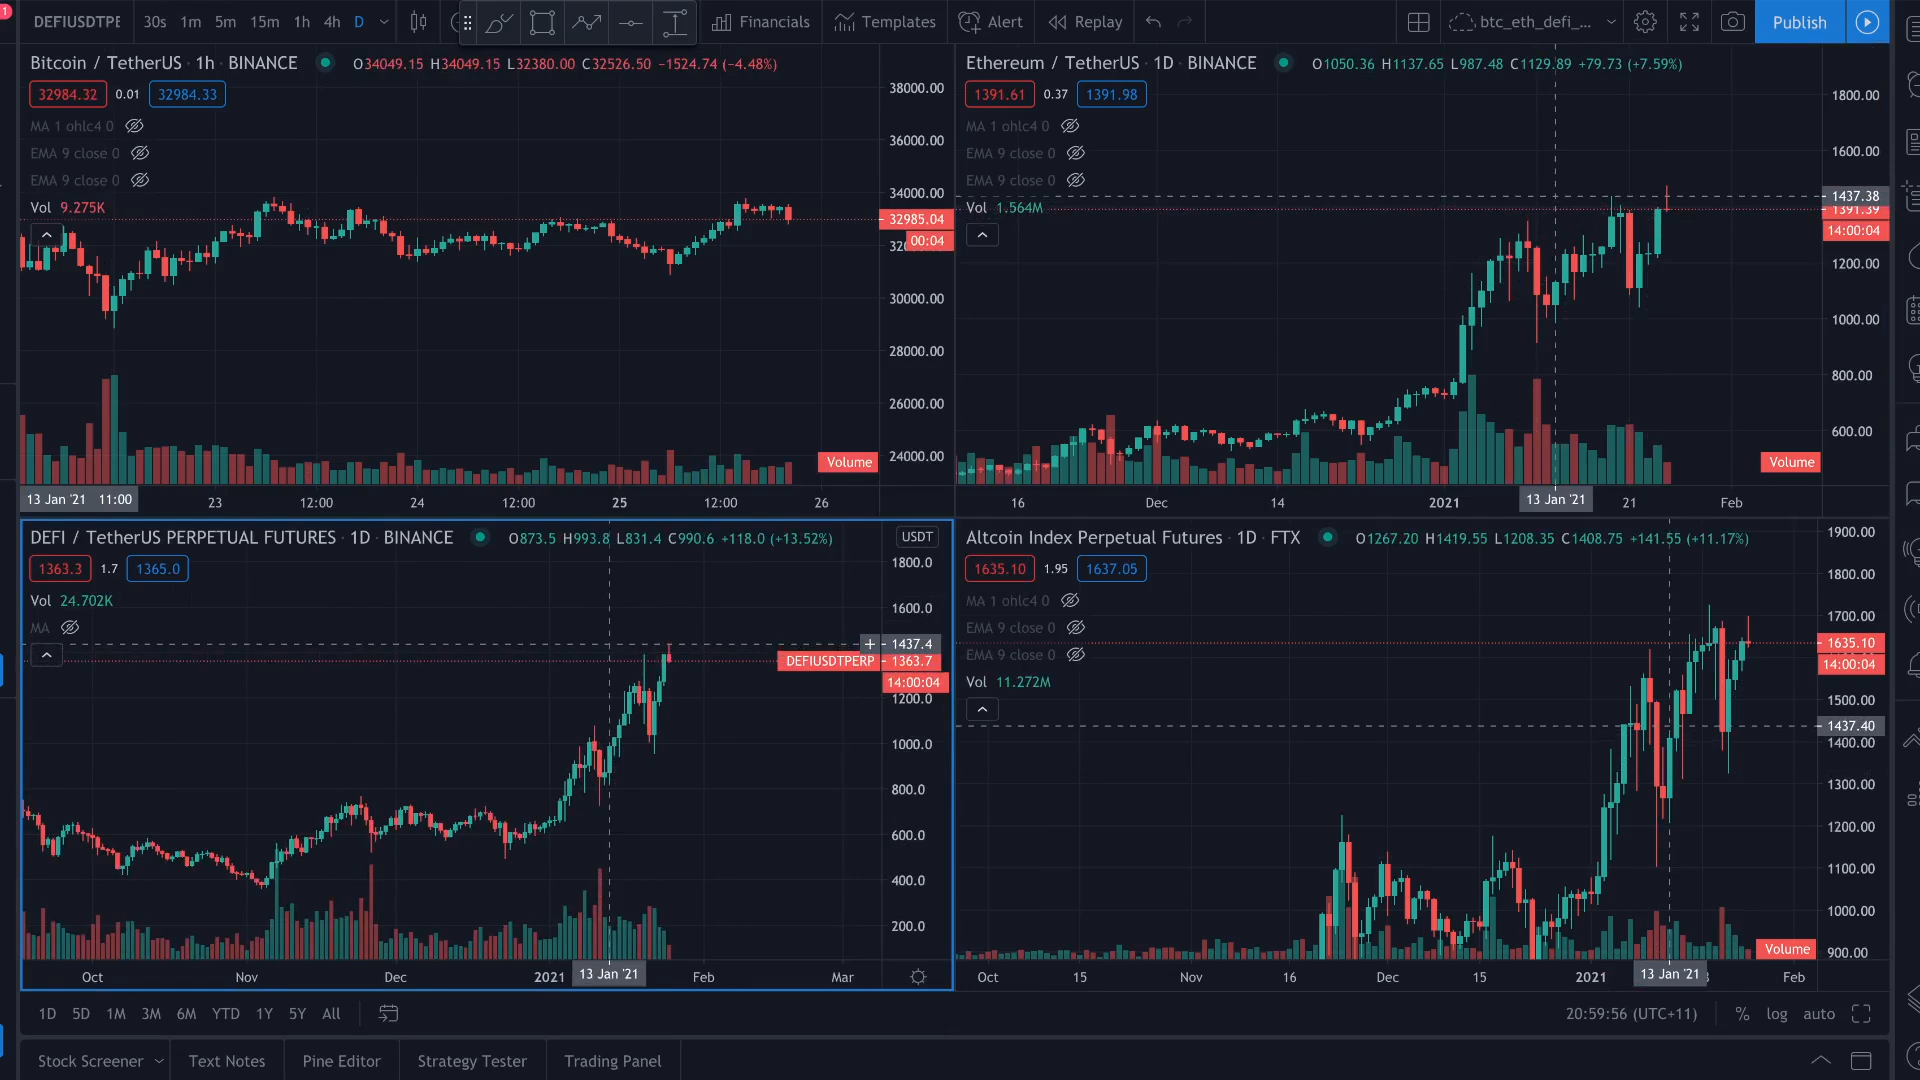 1
DEFIUSDTPE 30s 1m 5m 15m 1h 4h D Financials Templates Alert Replay btc_eth_defi_... Publish
Bitcoin / TetherUS · 1h · BINANCE O34049.15 H34049.15 L32380.00 C32526.50 −1524.74 (−4.48%)
32984.32 0.01 32984.33
MA 1 ohlc4 0
EMA 9 close 0
EMA 9 close 0
Vol 9.275K
38000.00
36000.00
34000.00
32985.04
00:04
30000.00
28000.00
26000.00
24000.00
Volume
13 Jan '21 11:00 23 12:00 24 12:00 25 12:00 26
Ethereum / TetherUS · 1D · BINANCE O1050.36 H1137.65 L987.48 C1129.89 +79.73 (+7.59%)
1391.61 0.37 1391.98
MA 1 ohlc4 0
EMA 9 close 0
EMA 9 close 0
Vol 1.564M
1800.00
1600.00
1437.38
1391.39
14:00:04
1200.00
1000.00
800.00
600.00
Volume
16 Dec 14 2021 13 Jan '21 21 Feb
DEFI / TetherUS PERPETUAL FUTURES · 1D · BINANCE O873.5 H993.8 L831.4 C990.6 +118.0 (+13.52%) USDT
1363.3 1.7 1365.0
Vol 24.702K
MA
1800.0
1600.0
1437.4
DEFIUSDTPERP 1363.7
14:00:04
1200.0
1000.0
800.0
600.0
400.0
200.0
Oct Nov Dec 2021 13 Jan '21 Feb Mar
Altcoin Index Perpetual Futures · 1D · FTX O1267.20 H1419.55 L1208.35 C1408.75 +141.55 (+11.17%)
1635.10 1.95 1637.05
MA 1 ohlc4 0
EMA 9 close 0
EMA 9 close 0
Vol 11.272M
1900.00
1800.00
1700.00
1635.10
14:00:04
1500.00
1437.40
1400.00
1300.00
1200.00
1100.00
1000.00
900.00
Volume
Oct 15 Nov 16 Dec 15 2021 13 Jan '21 Feb
1D 5D 1M 3M 6M YTD 1Y 5Y All 20:59:56 (UTC+11) % log auto
Stock Screener Text Notes Pine Editor Strategy Tester Trading Panel